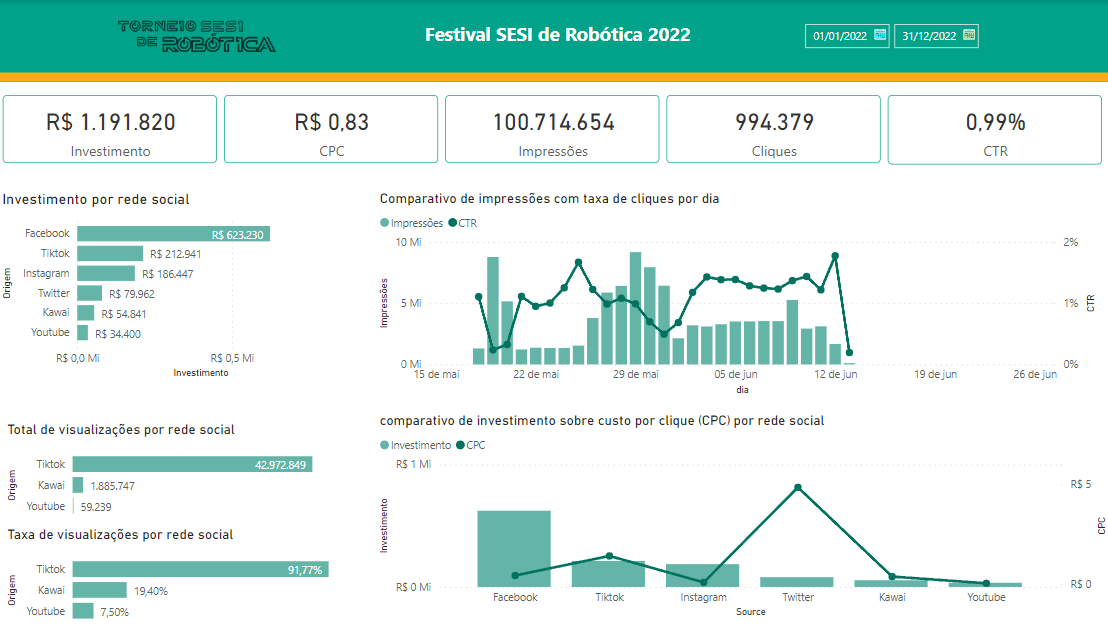 TORNEIO SESI
DE ROBÓTICA
Festival SESI de Robótica 2022
01/01/2022
31/12/2022
R$ 1.191.820
Investimento
R$ 0,83
CPC
100.714.654
Impressões
994.379
Cliques
0,99%
CTR
Investimento por rede social
Origem
Facebook R$ 623.230
Tiktok R$ 212.941
Instagram R$ 186.447
Twitter R$ 79.962
Kawai R$ 54.841
Youtube R$ 34.400
R$ 0,0 Mi R$ 0,5 Mi
Investimento
Comparativo de impressões com taxa de cliques por dia
Impressões CTR
10 Mi 2%
5 Mi 1%
0 Mi 0%
Impressões
CTR
15 de mai 22 de mai 29 de mai 05 de jun 12 de jun 19 de jun 26 de jun
dia
Total de visualizações por rede social
Origem
Tiktok 42.972.849
Kawai 1.885.747
Youtube 59.239
Taxa de visualizações por rede social
Origem
Tiktok 91,77%
Kawai 19,40%
Youtube 7,50%
comparativo de investimento sobre custo por clique (CPC) por rede social
Investimento CPC
R$ 1 Mi
R$ 5
R$ 0 Mi R$ 0
Investimento
CPC
Facebook Tiktok Instagram Twitter Kawai Youtube
Source